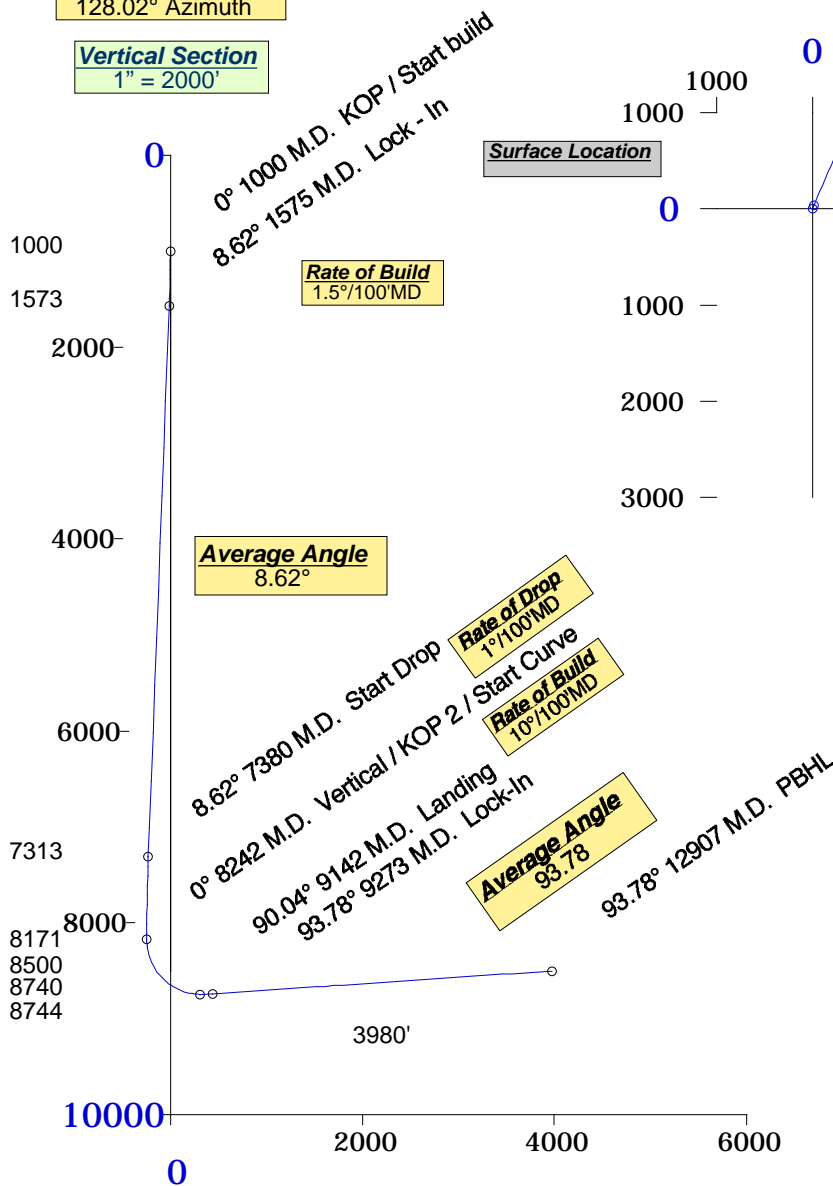 128.02° Azimuth
Vertical Section
1" = 2000'
0
1000
1573
2000
4000
6000
7313
8000
8171
8500
8740
8744
10000
0
2000
4000
6000
0° 1000 M.D. KOP / Start build
8.62° 1575 M.D. Lock - In
Rate of Build
1.5°/100'MD
Average Angle
8.62°
8.62° 7380 M.D. Start Drop
Rate of Drop
1°/100'MD
0° 8242 M.D. Vertical / KOP 2 / Start Curve
Rate of Build
10°/100'MD
90.04° 9142 M.D. Landing
93.78° 9273 M.D. Lock-In
Average Angle
93.78
93.78° 12907 M.D. PBHL
3980'
Surface Location
0
1000
1000
0
1000
2000
3000